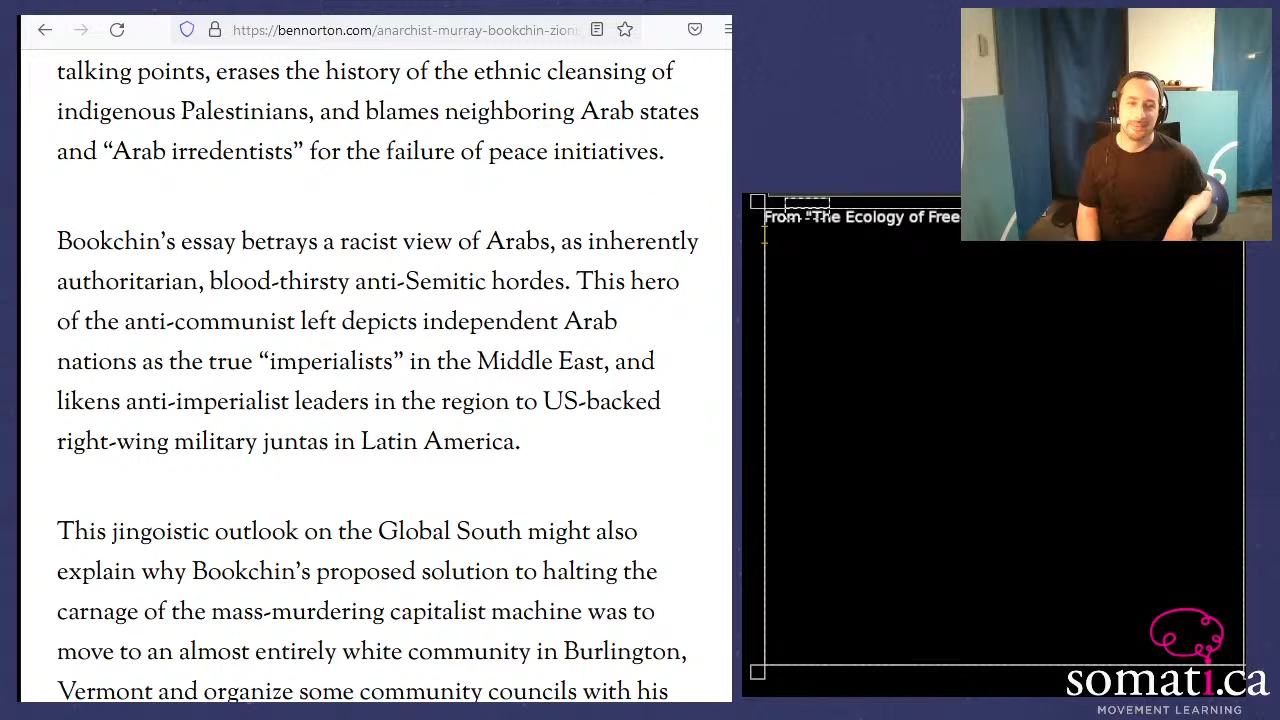 https://bennorton.com/anarchist-murray-bookchin-zion
talking points, erases the history of the ethnic cleansing of
indigenous Palestinians, and blames neighboring Arab states
and “Arab irredentists” for the failure of peace initiatives.
Bookchin’s essay betrays a racist view of Arabs, as inherently
authoritarian, blood-thirsty anti-Semitic hordes. This hero
of the anti-communist left depicts independent Arab
nations as the true “imperialists” in the Middle East, and
likens anti-imperialist leaders in the region to US-backed
right-wing military juntas in Latin America.
This jingoistic outlook on the Global South might also
explain why Bookchin’s proposed solution to halting the
carnage of the mass-murdering capitalist machine was to
move to an almost entirely white community in Burlington,
Vermont and organize some community councils with his
From "The Ecology of Free
somati.ca
MOVEMENT LEARNING